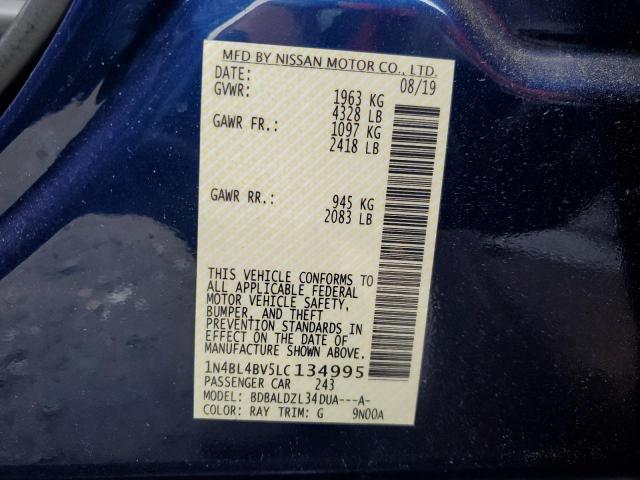 MFD BY NISSAN MOTOR CO., LTD.
DATE: 08/19
GVWR: 1963 KG
4328 LB
GAWR FR.: 1097 KG
2418 LB
GAWR RR.: 945 KG
2083 LB
THIS VEHICLE CONFORMS TO
ALL APPLICABLE FEDERAL
MOTOR VEHICLE SAFETY,
BUMPER, AND THEFT
PREVENTION STANDARDS IN
EFFECT ON THE DATE OF
MANUFACTURE SHOWN ABOVE.
1N4BL4BV5LC134995
PASSENGER CAR 243
MODEL: BDBALDZL34DUA---A-
COLOR: RAY TRIM: G 9N00A